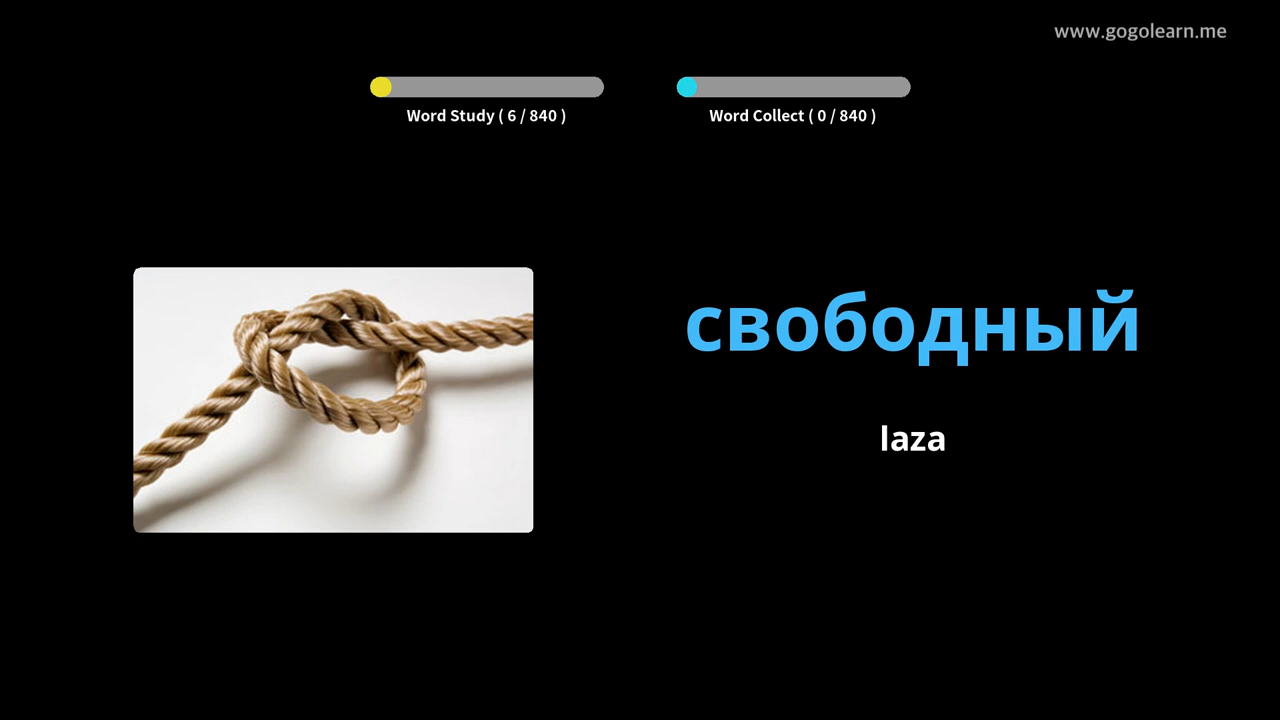 www.gogolearn.me
Word Study ( 6 / 840 )
Word Collect ( 0 / 840 )
свободный
laza